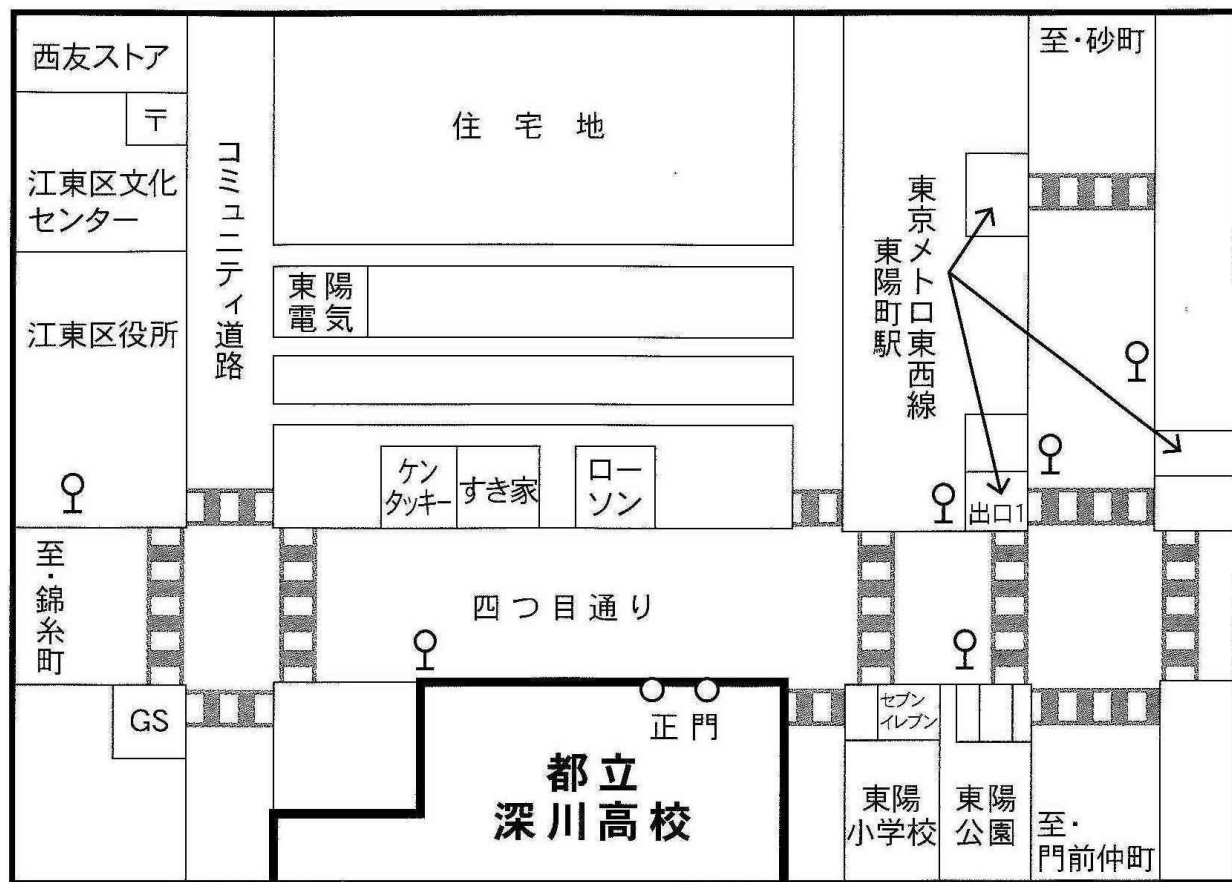 西友ストア
〒
江東区文化
センター
江東区役所
コミュニティ道路
住宅地
東陽
電気
ケン
タッキー
すき家
ロー
ソン
東京メトロ東西線
東陽町駅
出口1
至・砂町
至・錦糸町
四つ目通り
GS
正門
都立
深川高校
セブン
イレブン
東陽
小学校
東陽
公園
至・
門前仲町